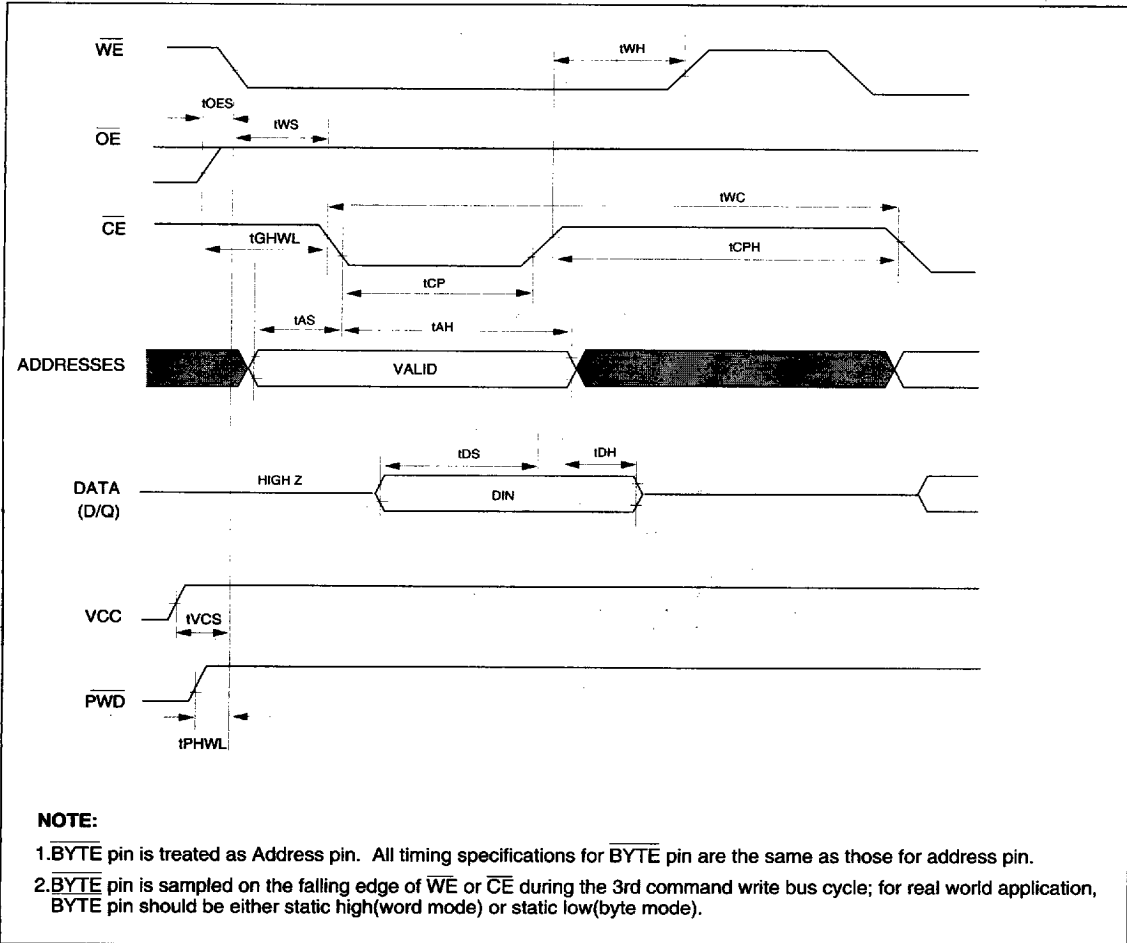 WE
tWH
tOES
tWS
OE
tWC
CE
tGHWL
tCPH
tCP
tAS
tAH
ADDRESSES
VALID
tDS
tDH
DATA
(D/Q)
HIGH Z
DIN
VCC
tVCS
PWD
tPHWL
NOTE:
1.BYTE pin is treated as Address pin. All timing specifications for BYTE pin are the same as those for address pin.
2.BYTE pin is sampled on the falling edge of WE or CE during the 3rd command write bus cycle; for real world application,
BYTE pin should be either static high(word mode) or static low(byte mode).